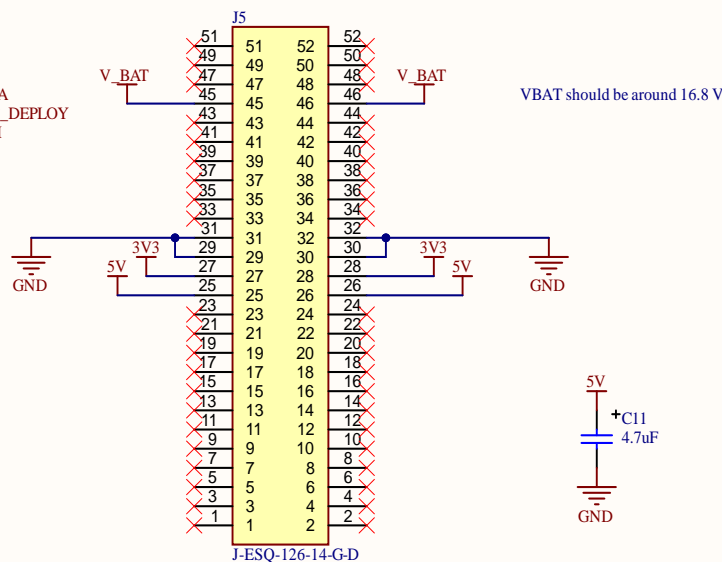 J5
51 51 52 52
49 49 50 50
47 47 48 48
V_BAT V_BAT
45 45 46 46
VBAT should be around 16.8 V
A
_DEPLOY
43 43 44 44
41 41 42 42
39 39 40 40
37 37 38 38
35 35 36 36
33 33 34 34
31 31 32 32
29 29 30 30
GND GND
3V3 3V3
27 27 28 28
5V 5V
25 25 26 26
23 23 24 24
21 21 22 22
19 19 20 20
17 17 18 18
15 15 16 16
13 13 14 14
11 11 12 12
9 9 10 10
7 7 8 8
5 5 6 6
3 3 4 4
1 1 2 2
J-ESQ-126-14-G-D
5V
+
C11
4.7uF
GND